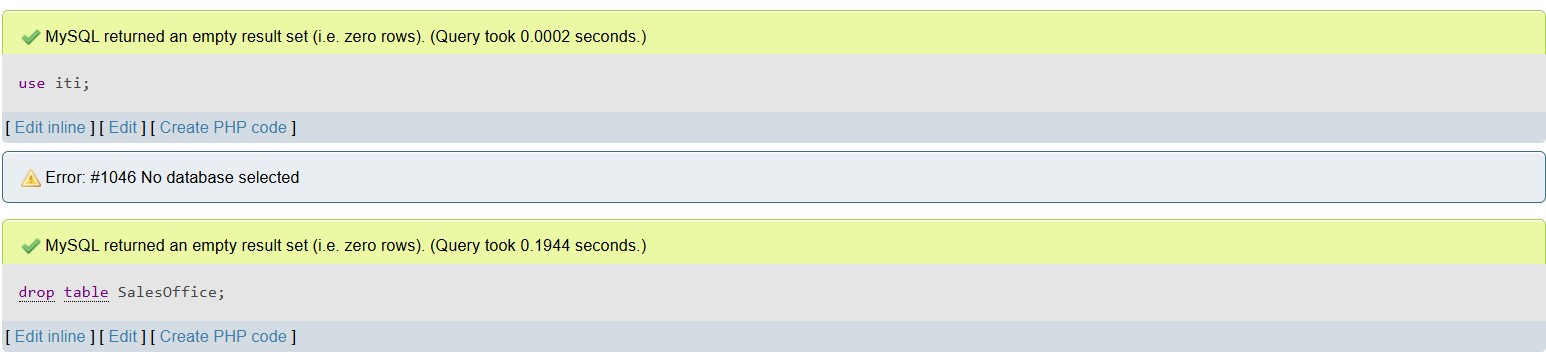 MySQL returned an empty result set (i.e. zero rows). (Query took 0.0002 seconds.)
use iti;
[ Edit inline ] [ Edit ] [ Create PHP code ]
Error: #1046 No database selected
MySQL returned an empty result set (i.e. zero rows). (Query took 0.1944 seconds.)
drop table SalesOffice;
[ Edit inline ] [ Edit ] [ Create PHP code ]